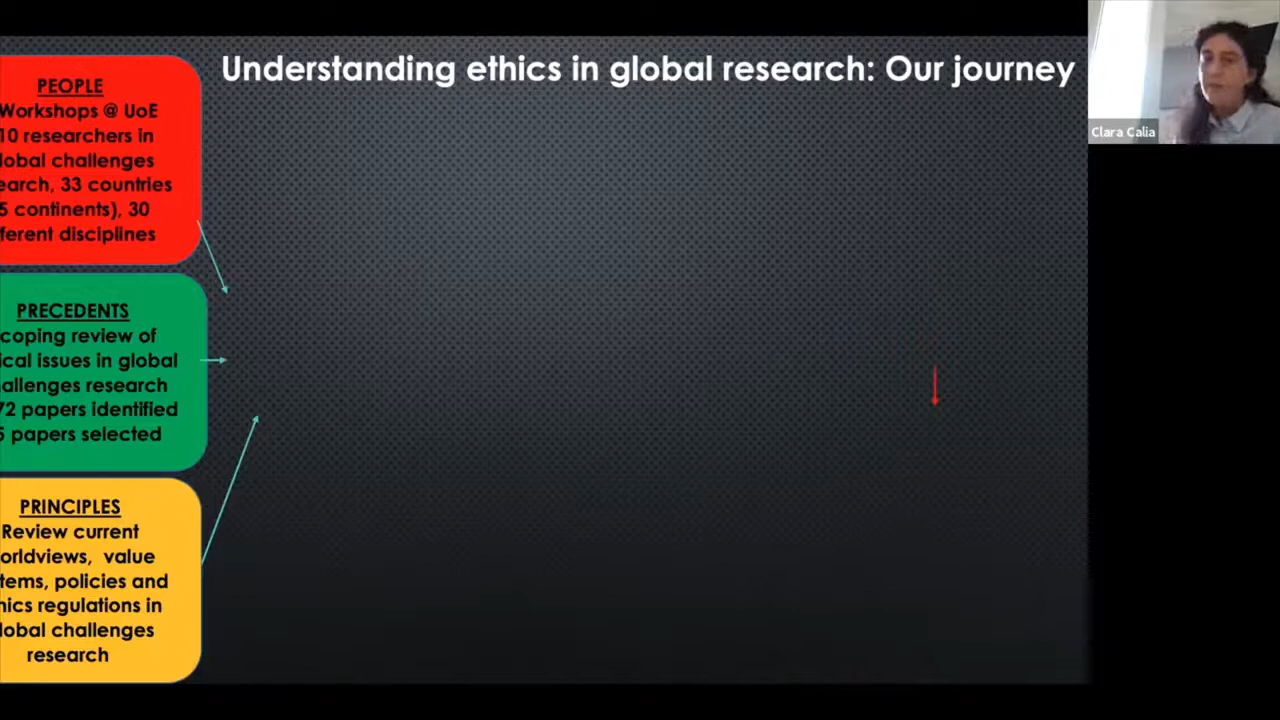 Understanding ethics in global research: Our journey
PEOPLE
Workshops @ UoE
10 researchers in
lobal challenges
earch, 33 countries
5 continents), 30
ferent disciplines
PRECEDENTS
coping review of
ical issues in global
allenges research
72 papers identified
5 papers selected
PRINCIPLES
Review current
orldviews, value
tems, policies and
hics regulations in
lobal challenges
research
Clara Calia